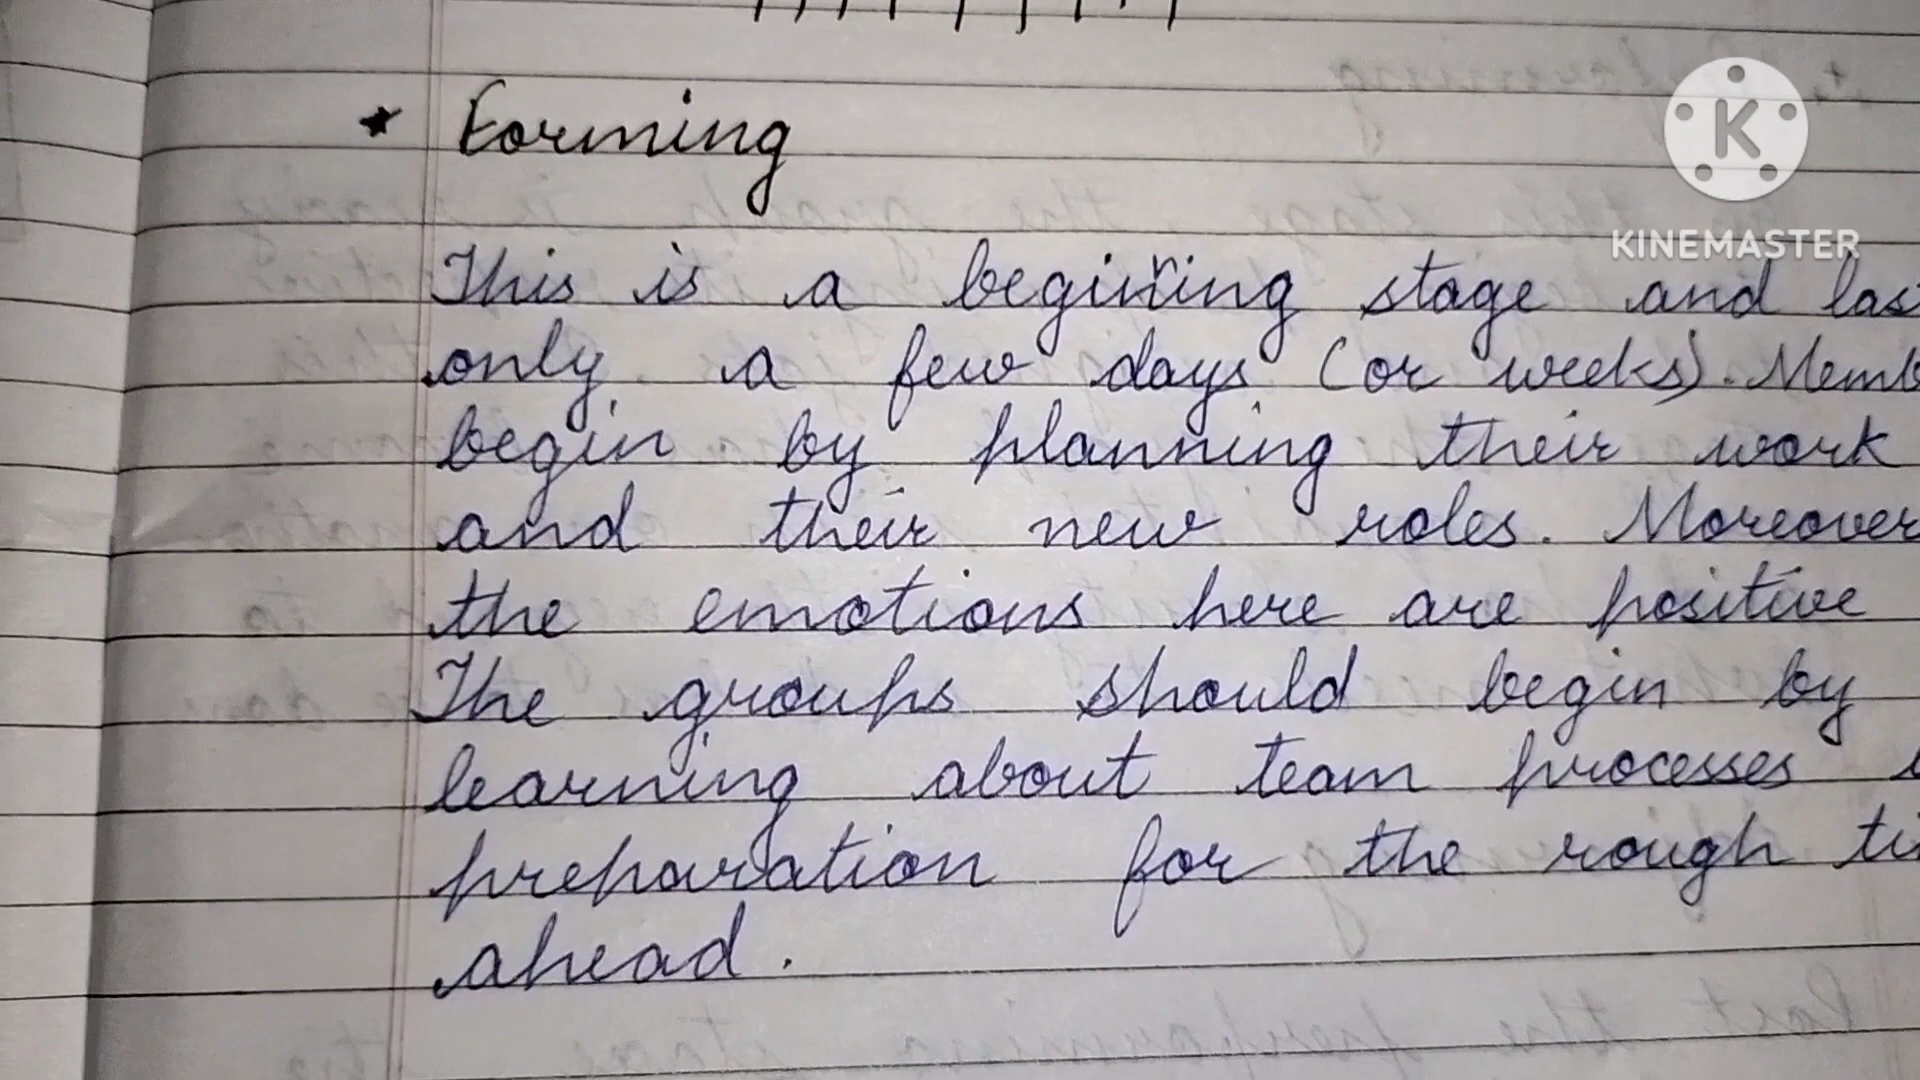 * Forming
KINEMASTER
This is a begining stage and las
only a few days (or weeks). Memb
begin by planning their work
and their new roles. Moreover
the emotions here are positive
The groups should begin by
learning about team processes
preparation for the rough ti
ahead.